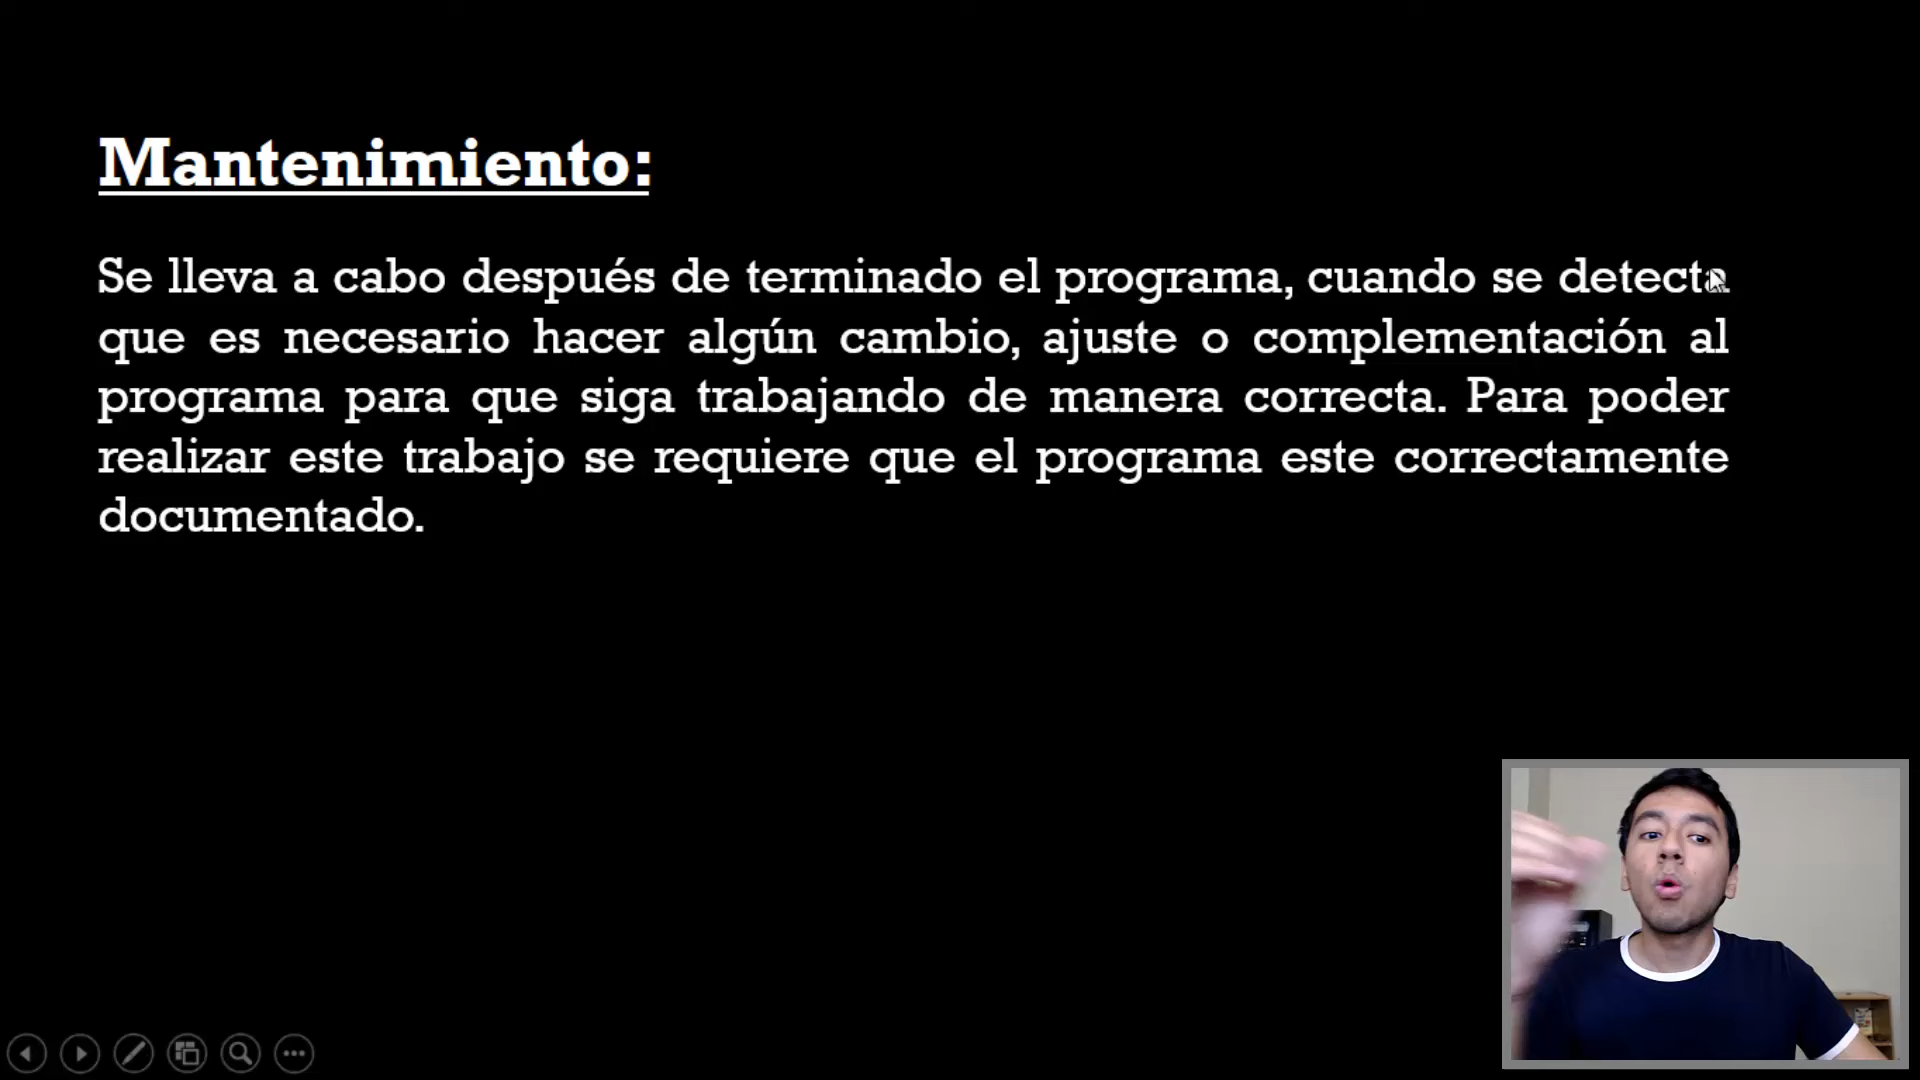 Mantenimiento:
Se lleva a cabo después de terminado el programa, cuando se detecta
que es necesario hacer algún cambio, ajuste o complementación al
programa para que siga trabajando de manera correcta. Para poder
realizar este trabajo se requiere que el programa este correctamente
documentado.